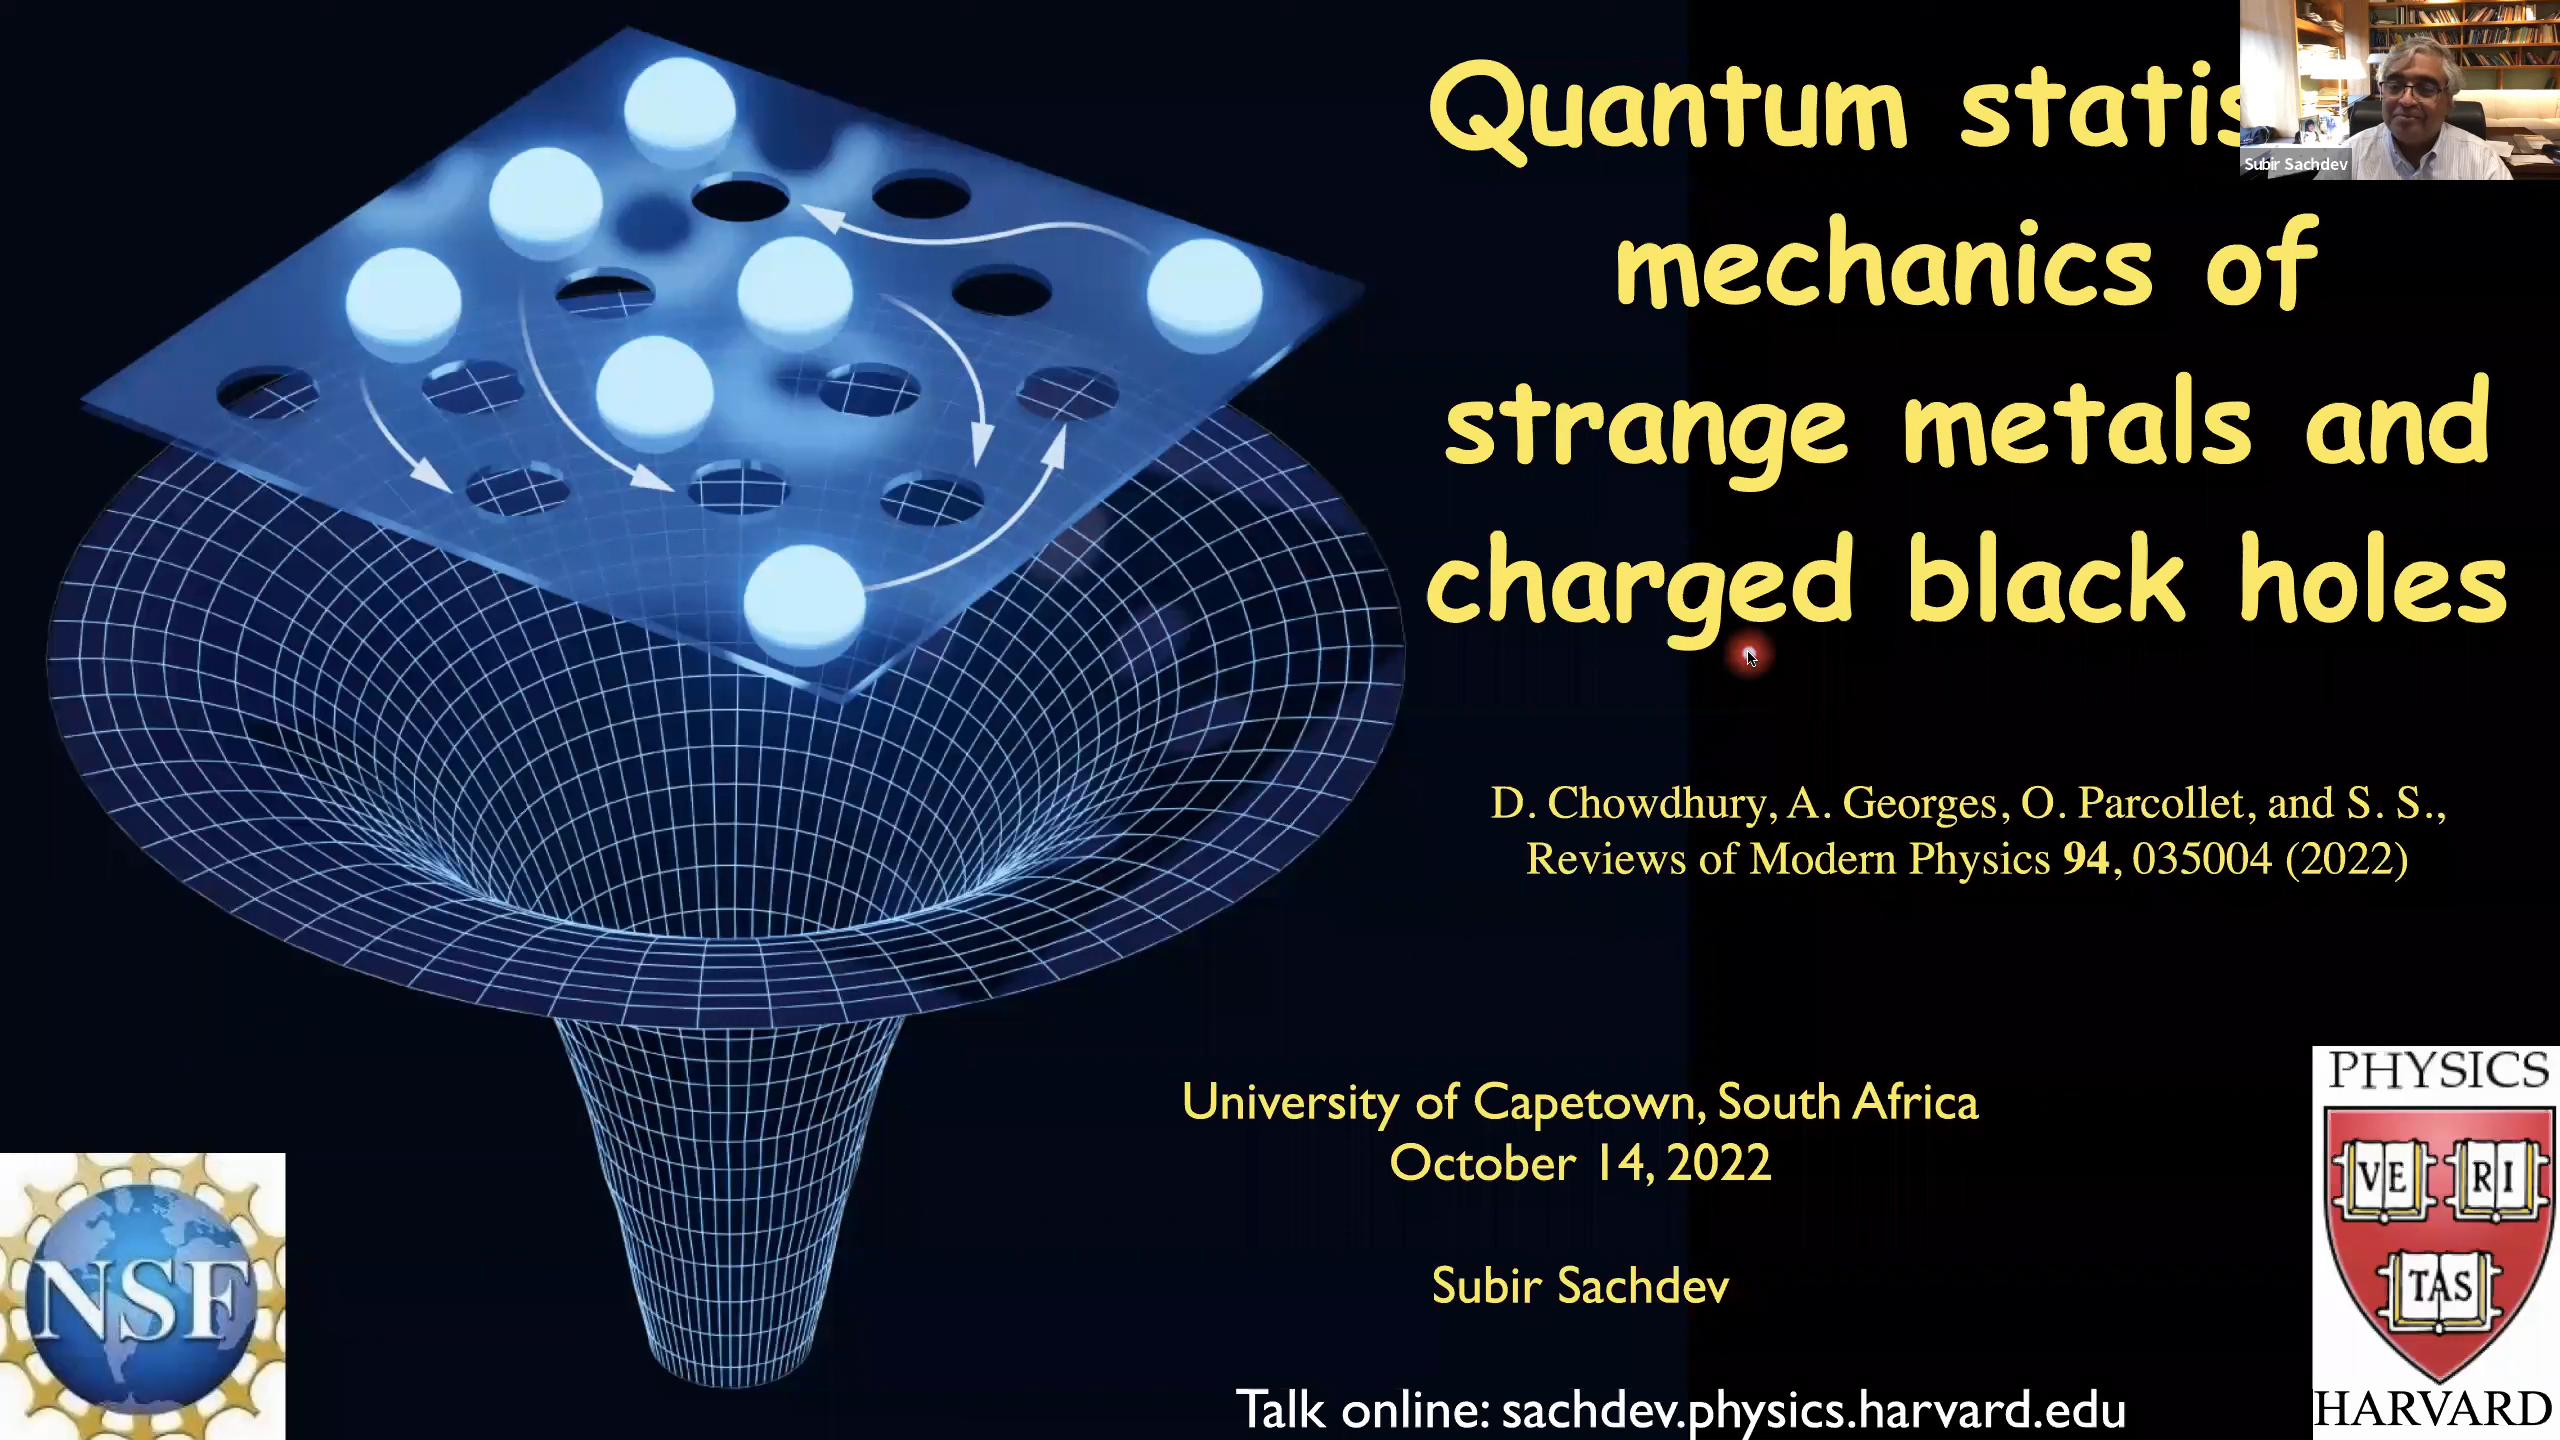 Quantum statis
mechanics of
strange metals and
charged black holes
Subir Sachdev
D. Chowdhury, A. Georges, O. Parcollet, and S. S.,
Reviews of Modern Physics 94, 035004 (2022)
University of Capetown, South Africa
October 14, 2022
Subir Sachdev
Talk online: sachdev.physics.harvard.edu
NSF
PHYSICS
VE RI
TAS
HARVARD